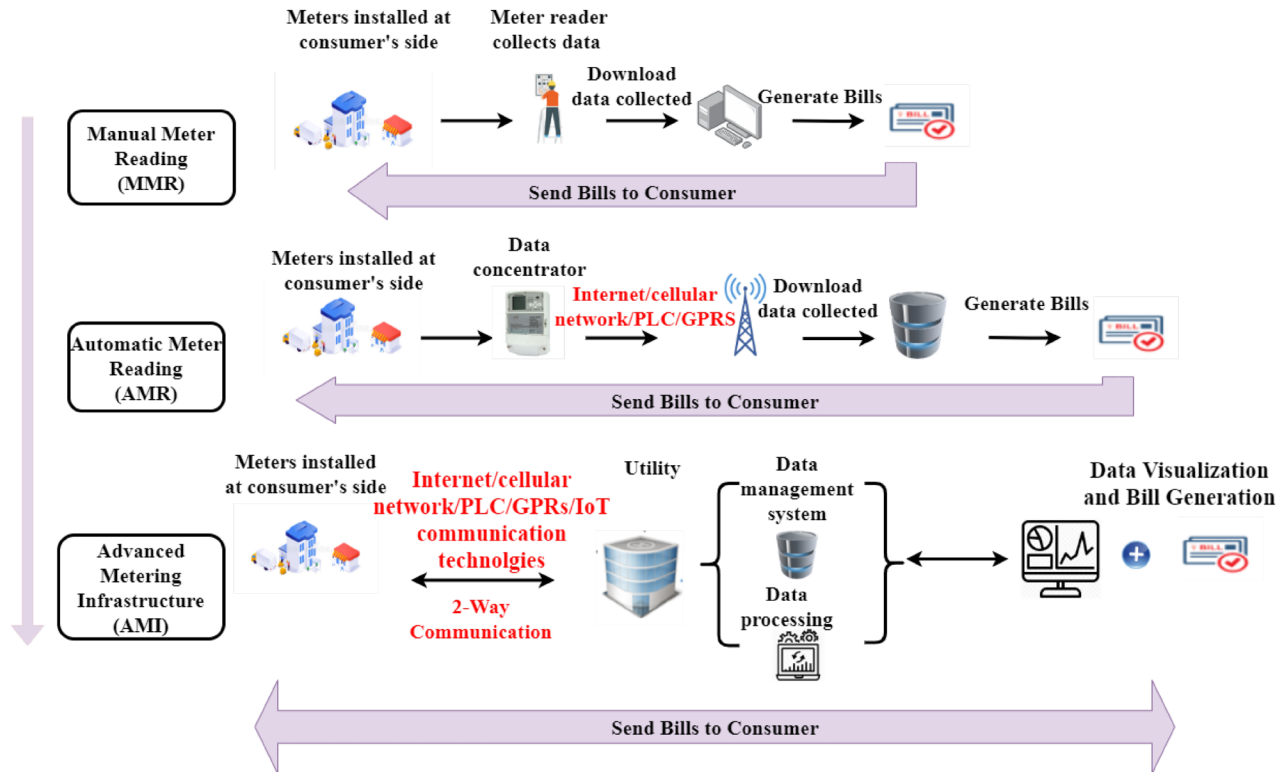 Meters installed at
consumer's side
Meter reader
collects data
Download
data collected
Generate Bills
BILL
Manual Meter
Reading
(MMR)
Send Bills to Consumer
Meters installed at
consumer's side
Data
concentrator
Internet/cellular
network/PLC/GPRS
Download
data collected
Generate Bills
BILL
Automatic Meter
Reading
(AMR)
Send Bills to Consumer
Meters installed
at consumer's side
Internet/cellular
network/PLC/GPRs/IoT
communication
technolgies
2-Way
Communication
Utility
Data
management
system
Data
processing
Data Visualization
and Bill Generation
BILL
Advanced
Metering
Infrastructure
(AMI)
Send Bills to Consumer